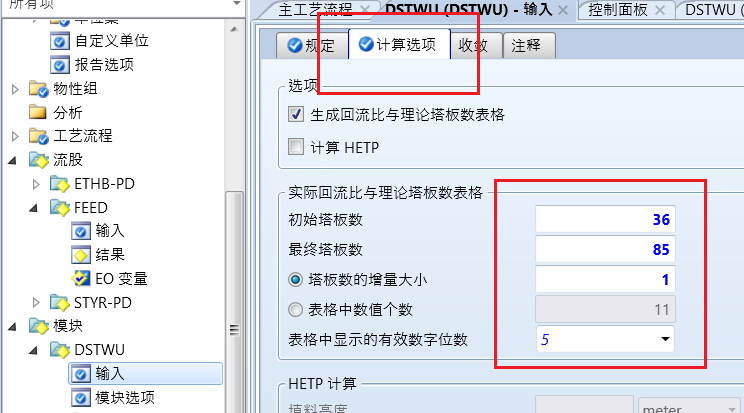 所有项
主工艺流程 DSTWU (DSTWU) - 输入 控制面板 DSTWU (
自定义单位
报告选项
物性组
分析
工艺流程
流股
ETHB-PD
FEED
输入
结果
EO 变量
STYR-PD
模块
DSTWU
输入
模块选项
规定 计算选项 收敛 注释
选项
生成回流比与理论塔板数表格
计算 HETP
实际回流比与理论塔板数表格
初始塔板数 36
最终塔板数 85
塔板数的增量大小 1
表格中数值个数 11
表格中显示的有效数字位数 5
HETP 计算
填料高度 meter